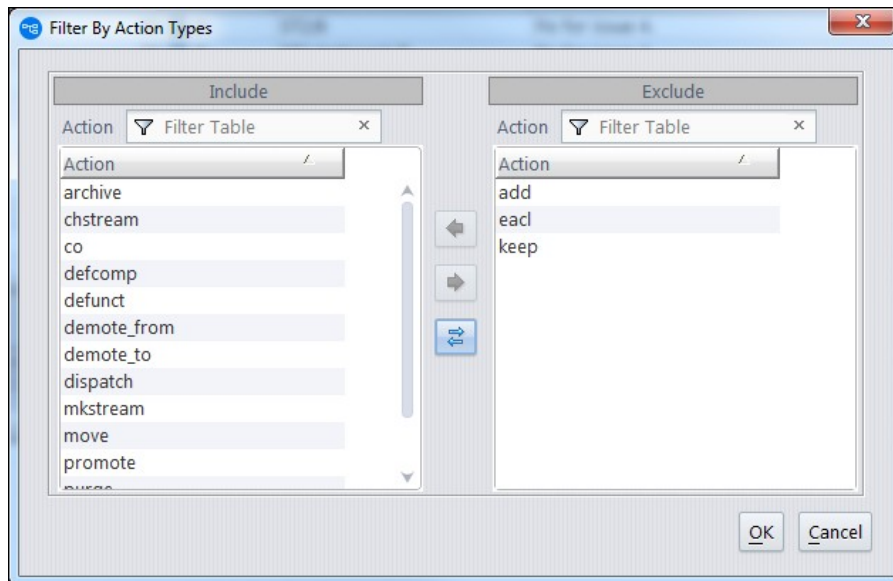 Filter By Action Types
Include
Action Filter Table
Action
archive
chstream
co
defcomp
defunct
demote_from
demote_to
dispatch
mkstream
move
promote
purge
Exclude
Action Filter Table
Action
add
eacl
keep
OK Cancel